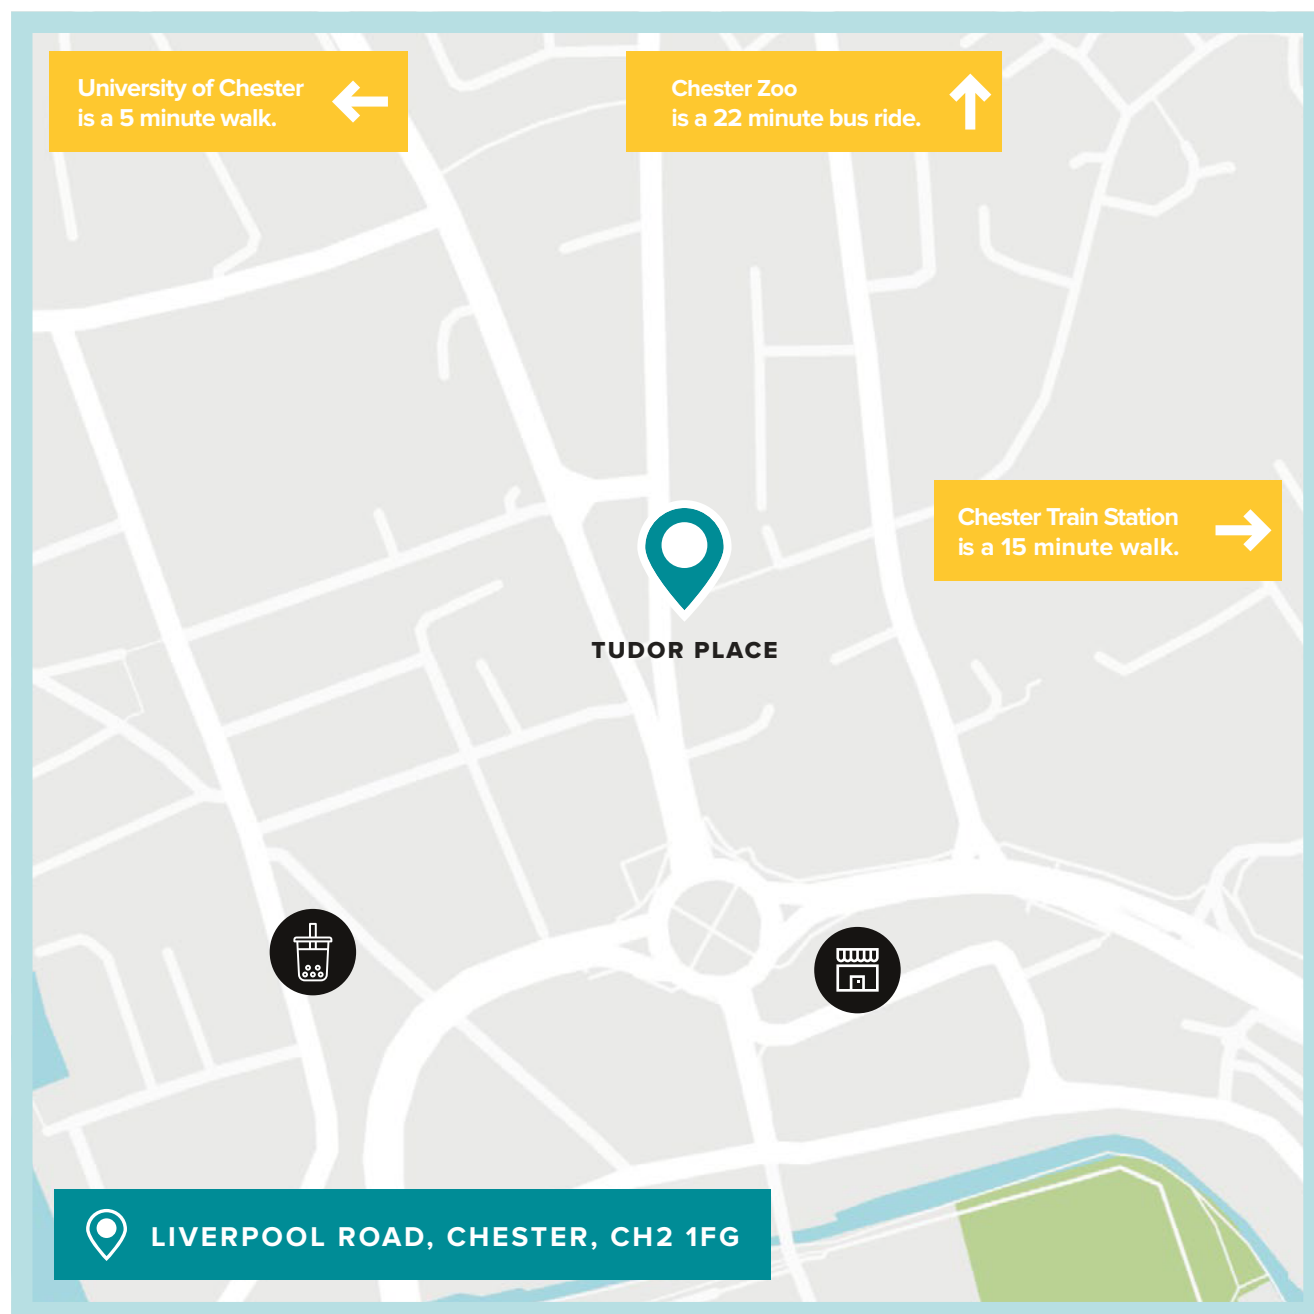 University of Chester
is a 5 minute walk.
Chester Zoo
is a 22 minute bus ride.
Chester Train Station
is a 15 minute walk.
TUDOR PLACE
LIVERPOOL ROAD, CHESTER, CH2 1FG